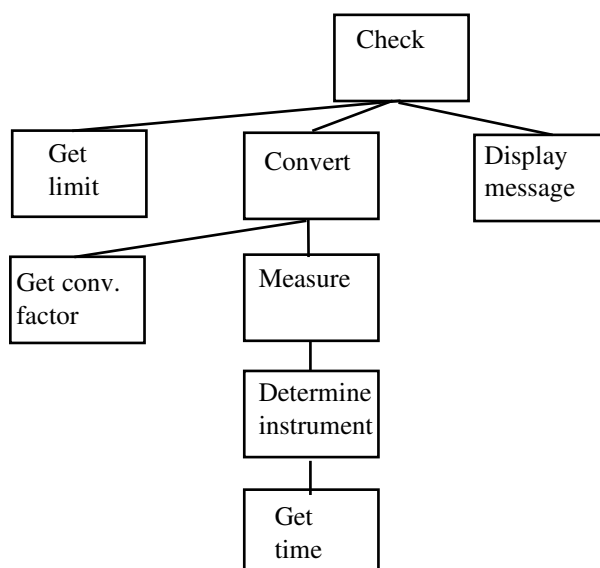 Check
Get
limit
Convert
Display
message
Get conv.
factor
Measure
Determine
instrument
Get
time